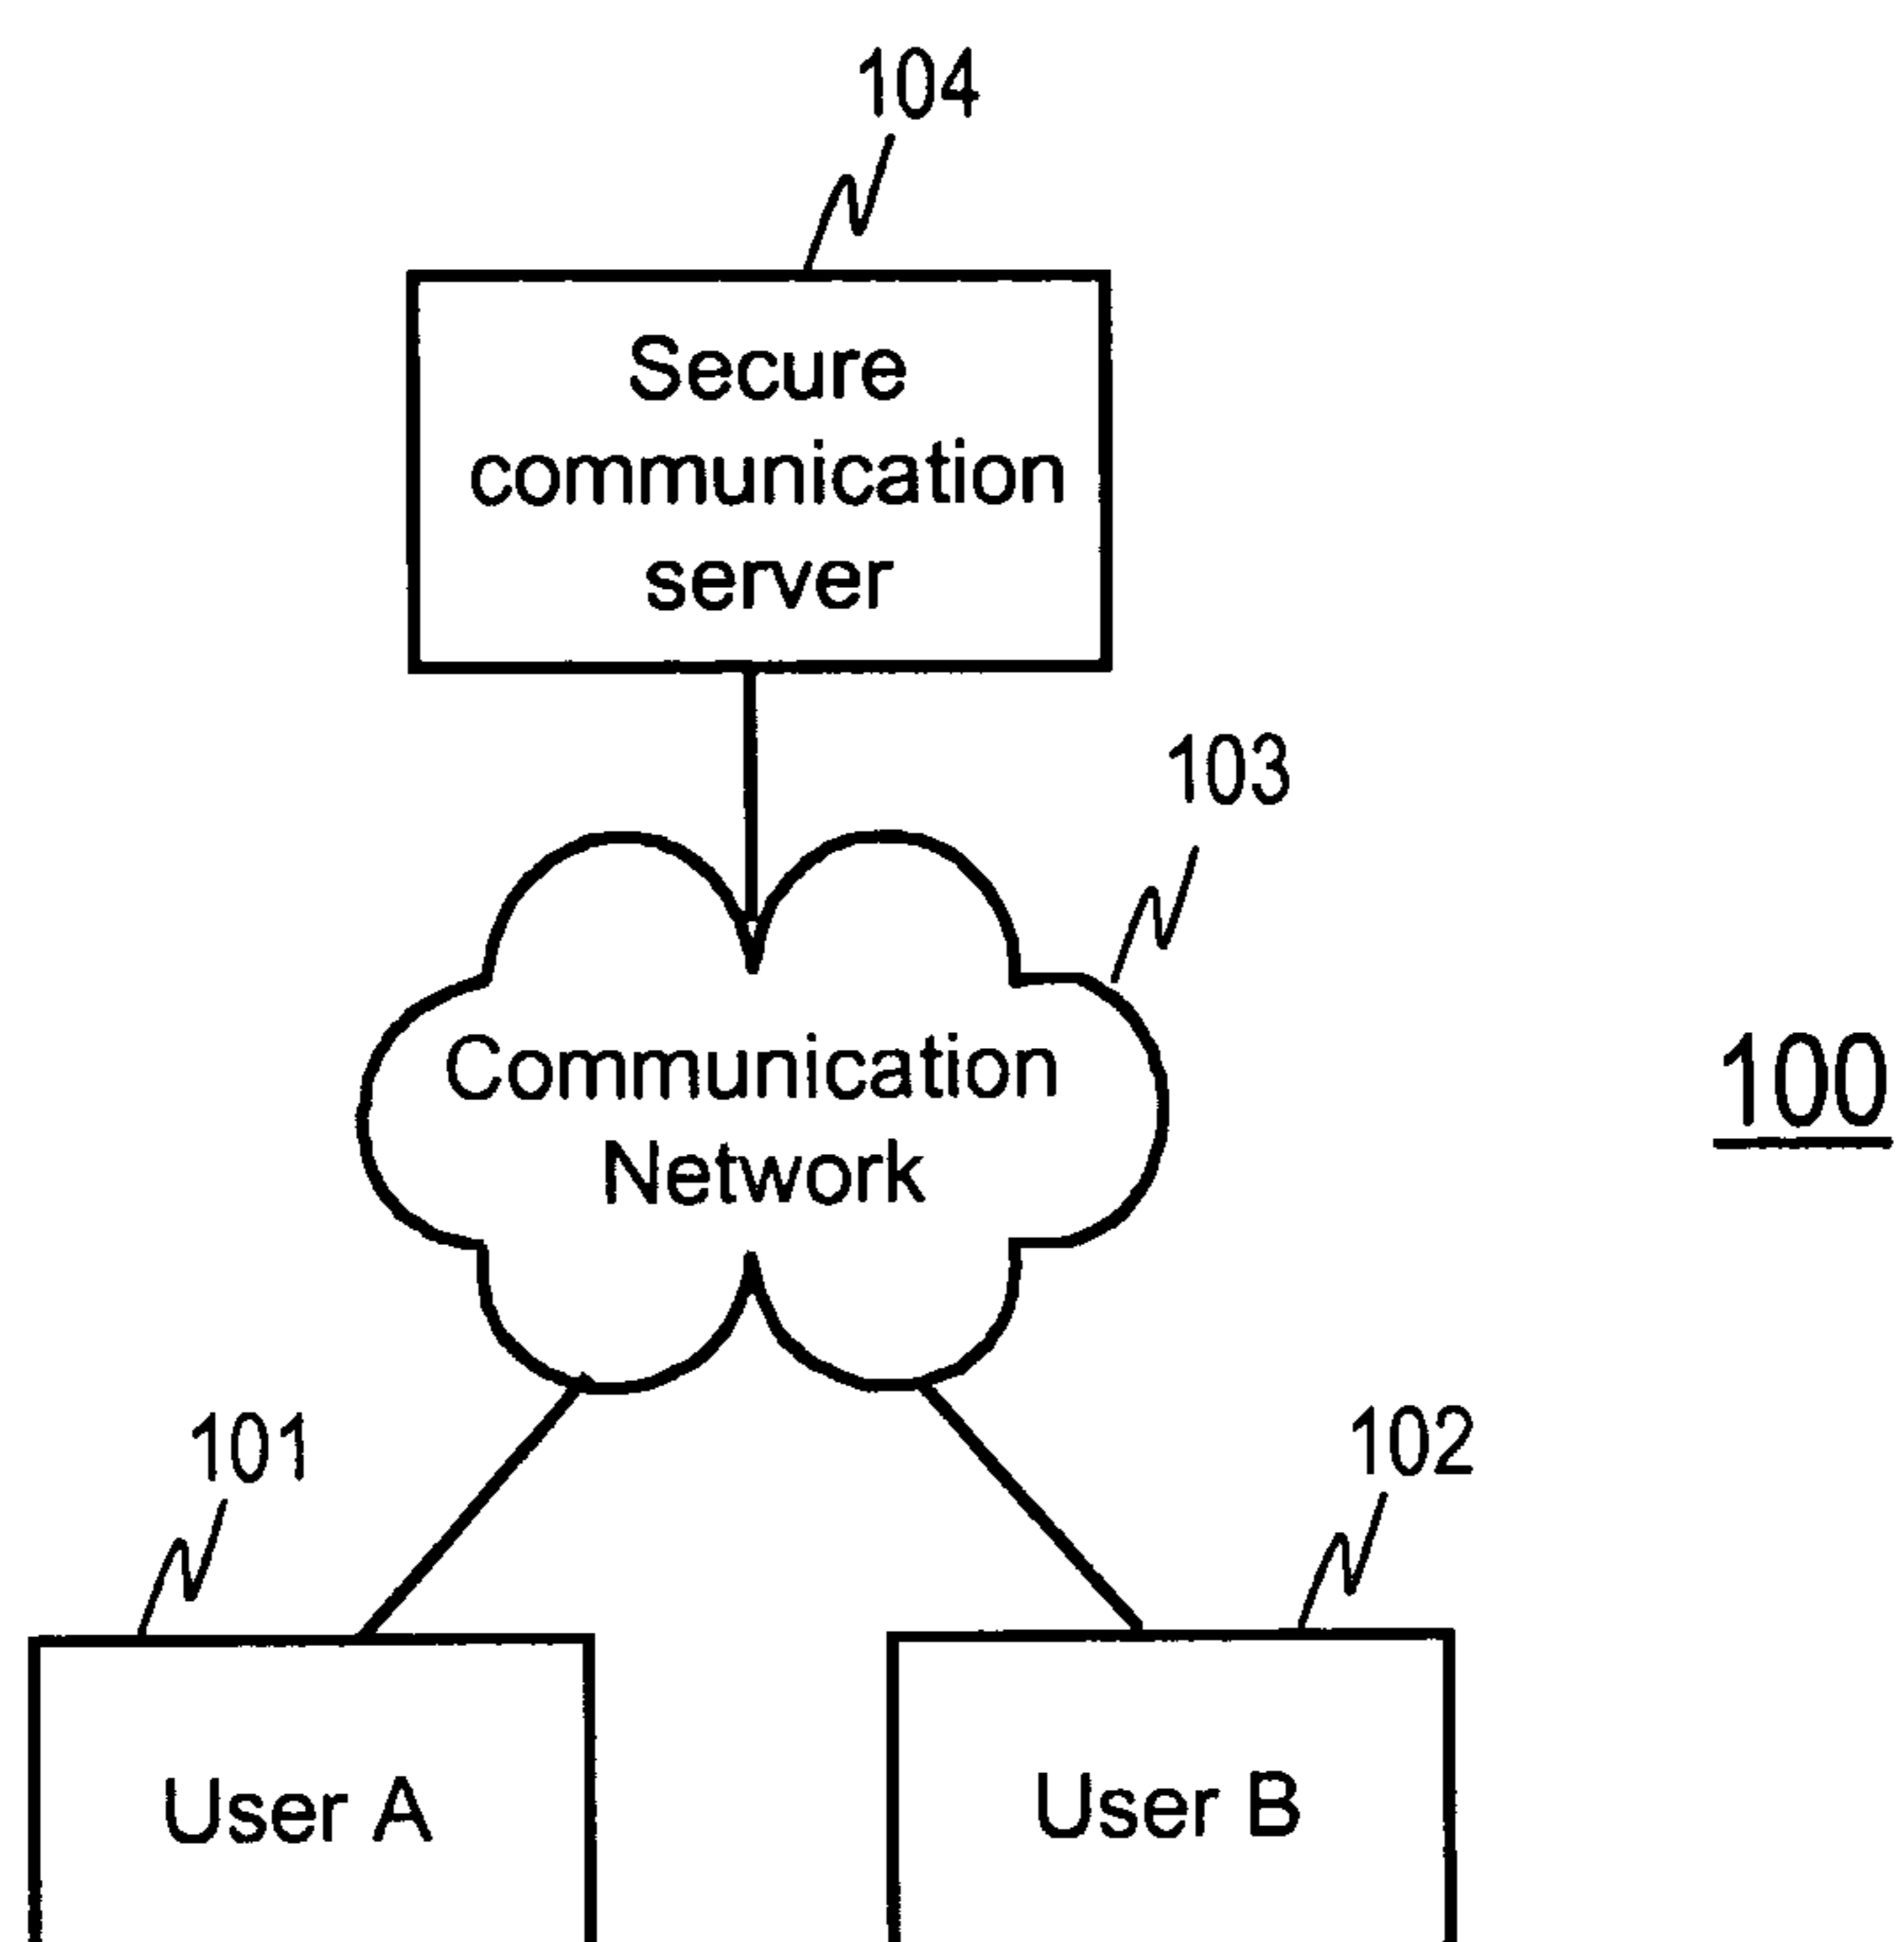 104
Secure
communication
server
103
Communication
Network
100
101
102
User A
User B